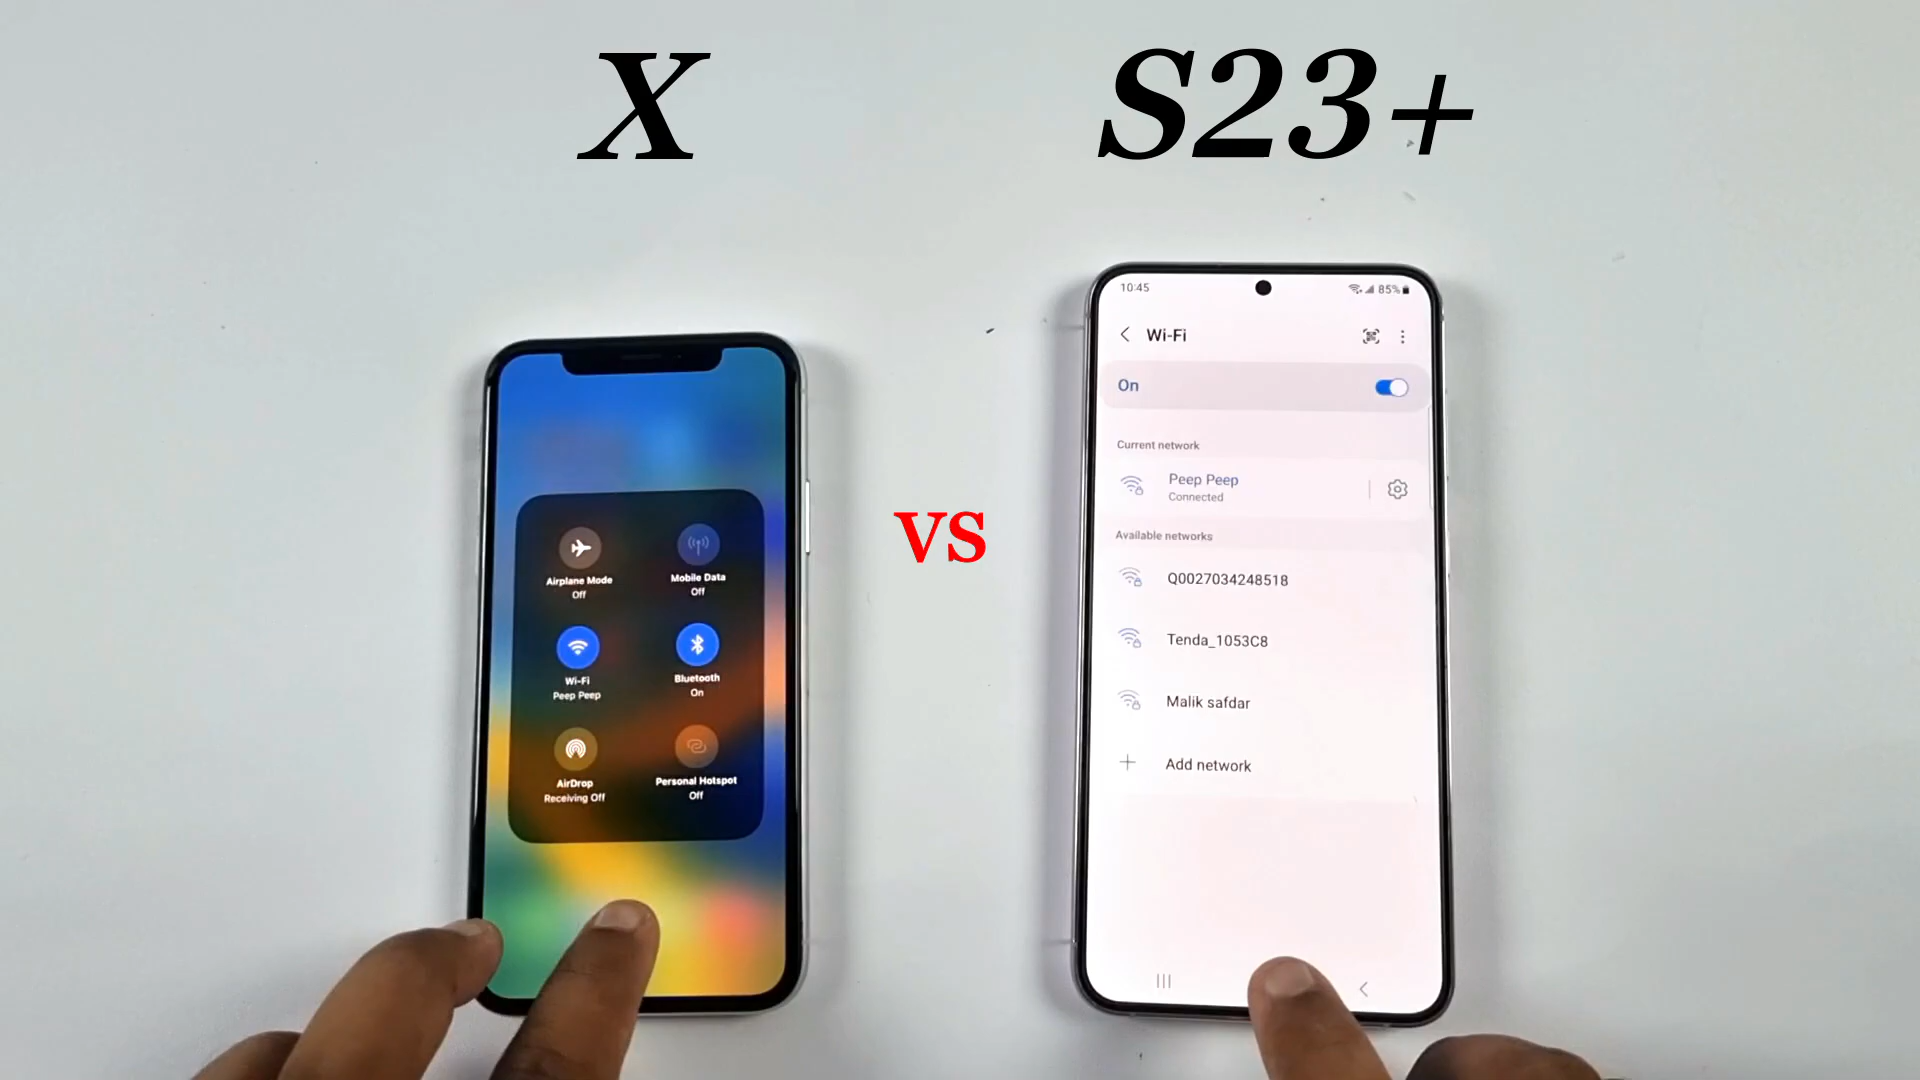 X
S23+
VS
Airplane Mode
Off
Mobile Data
Off
Wi-Fi
Peep Peep
Bluetooth
On
AirDrop
Receiving Off
Personal Hotspot
Off
10:45
85%
Wi-Fi
On
Current network
Peep Peep
Connected
Available networks
Q0027034248518
Tenda_1053C8
Malik safdar
Add network